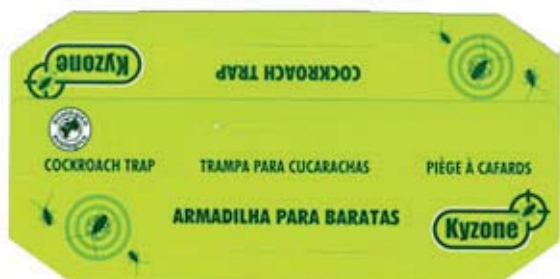 Kyzone
COCKROACH TRAP
COCKROACH TRAP
TRAMPA PARA CUCARACHAS
PIÈGE À CAFARDS
ARMADILHA PARA BARATAS
Kyzone